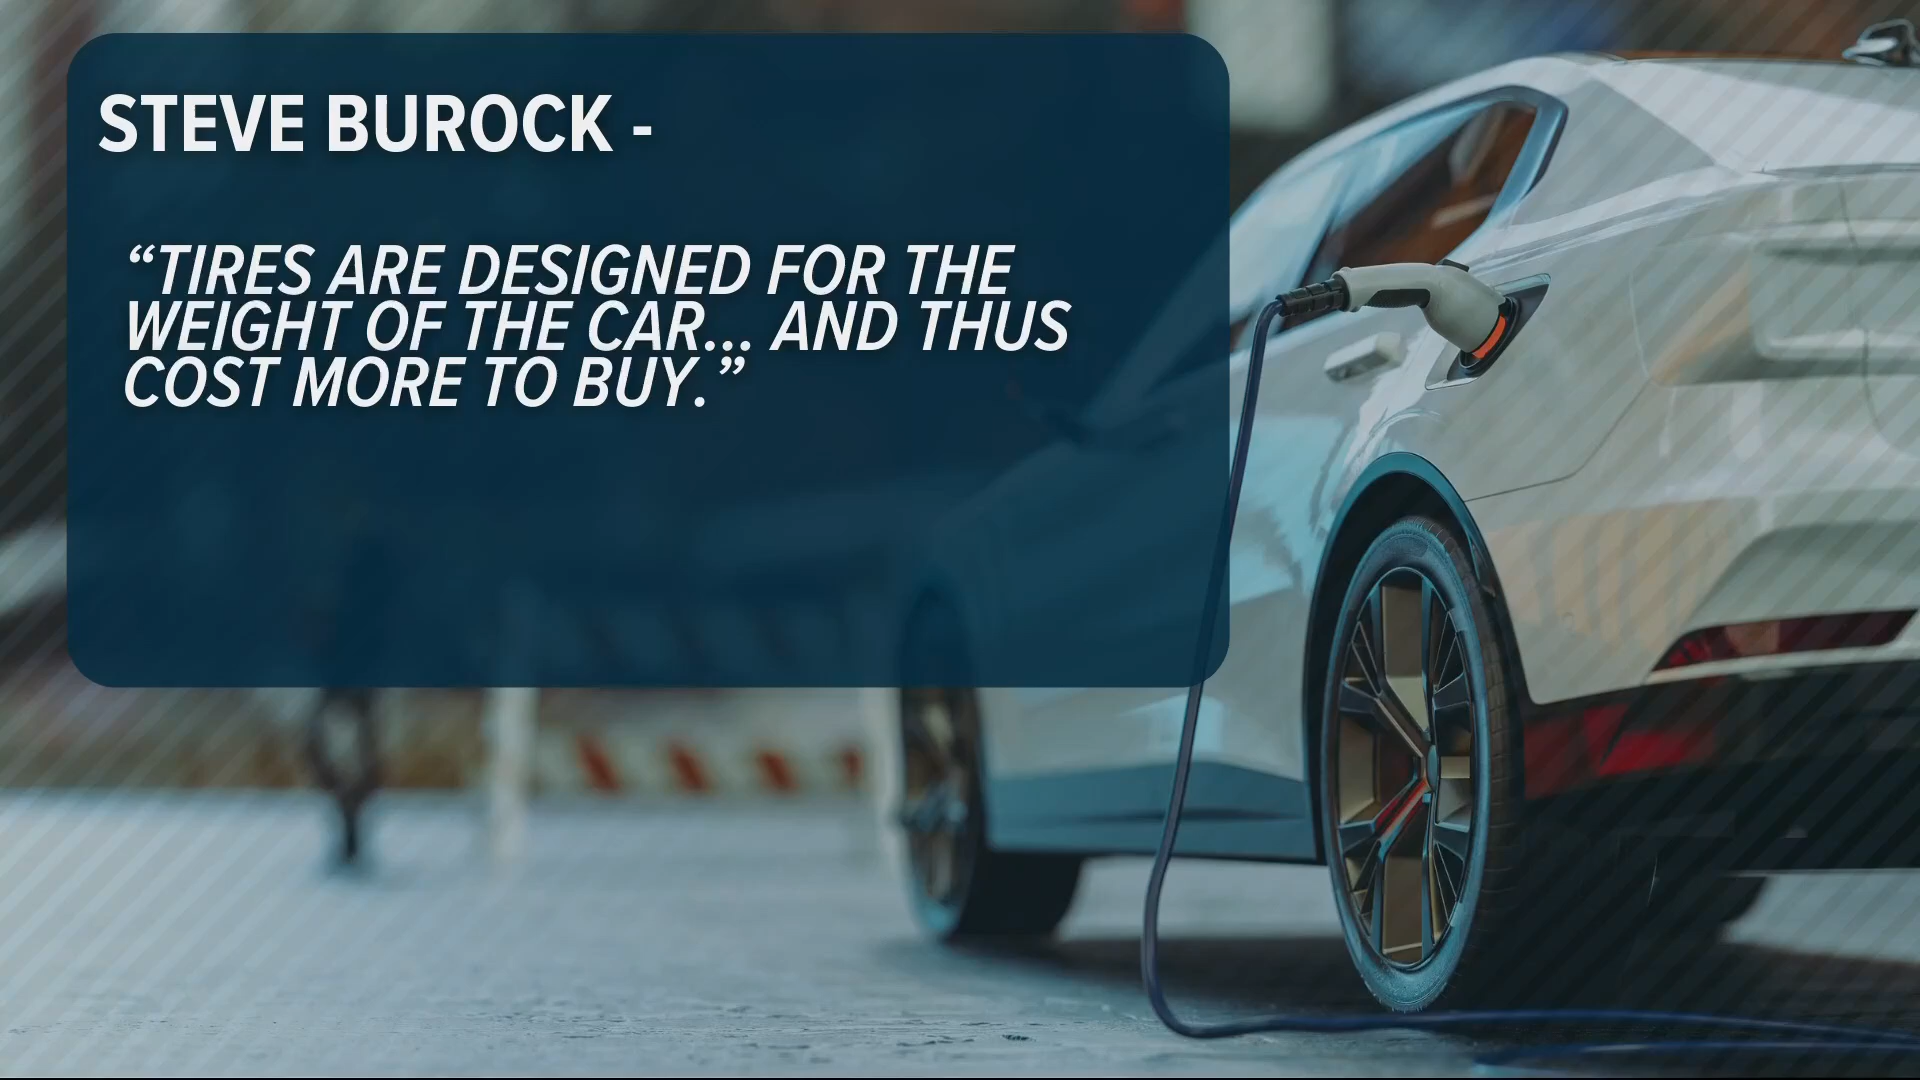 STEVE BUROCK -
“TIRES ARE DESIGNED FOR THE
WEIGHT OF THE CAR... AND THUS
COST MORE TO BUY.”